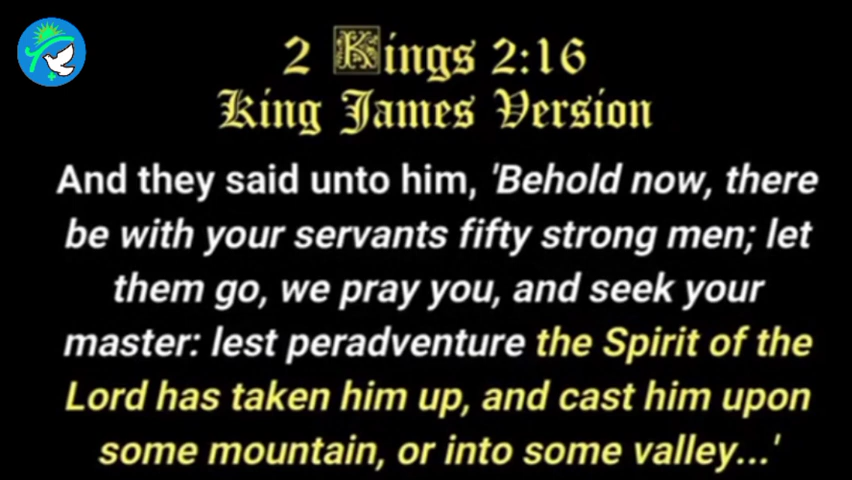 2 Kings 2:16
King James Version
And they said unto him, 'Behold now, there
be with your servants fifty strong men; let
them go, we pray you, and seek your
master: lest peradventure the Spirit of the
Lord has taken him up, and cast him upon
some mountain, or into some valley...'